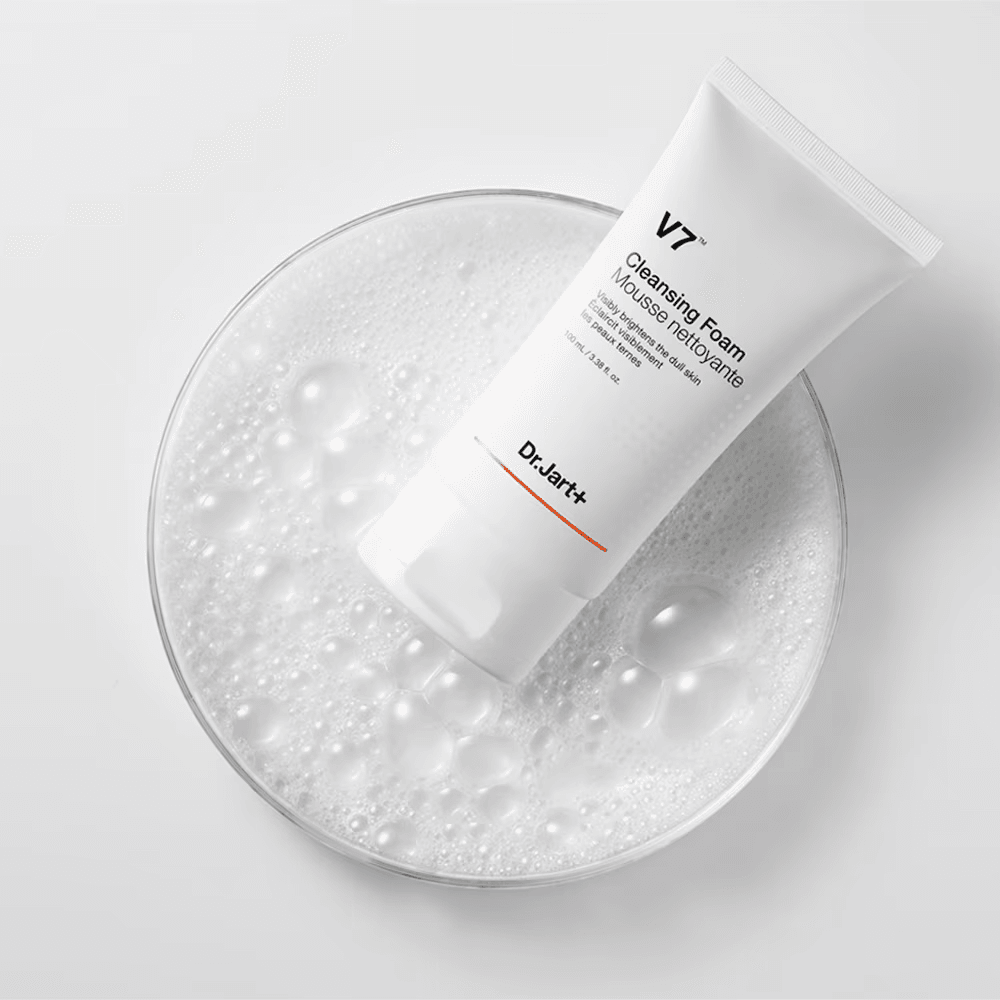 V7™
Cleansing Foam
Mousse nettoyante
Visibly brightens the dull skin
Éclaircit visiblement
les peaux ternes
100 mL / 3.38 fl. oz.
Dr.Jart+